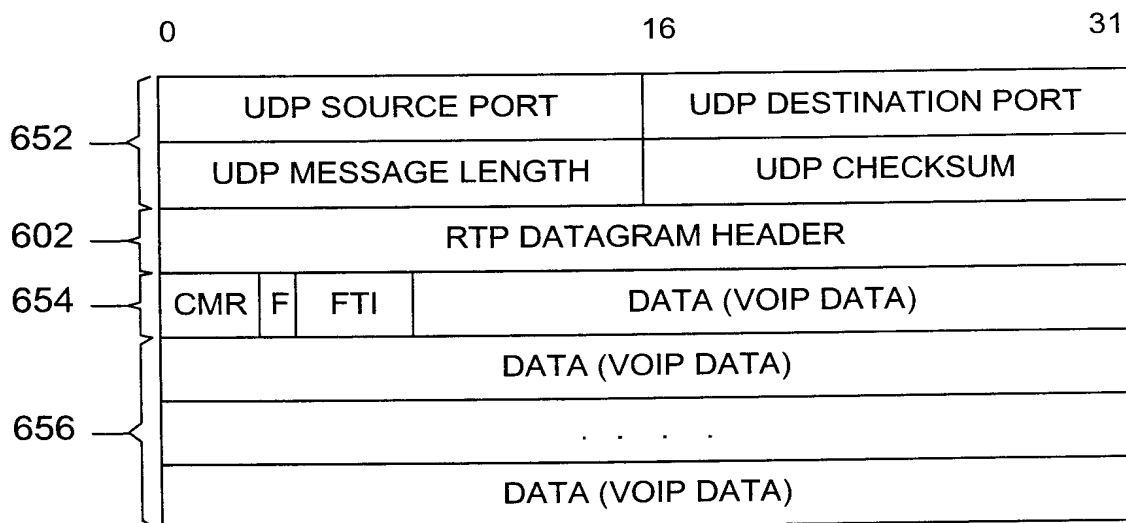 0 16 31
UDP SOURCE PORT UDP DESTINATION PORT
652
UDP MESSAGE LENGTH UDP CHECKSUM
602 RTP DATAGRAM HEADER
654 CMR F FTI DATA (VOIP DATA)
DATA (VOIP DATA)
656 . . . .
DATA (VOIP DATA)